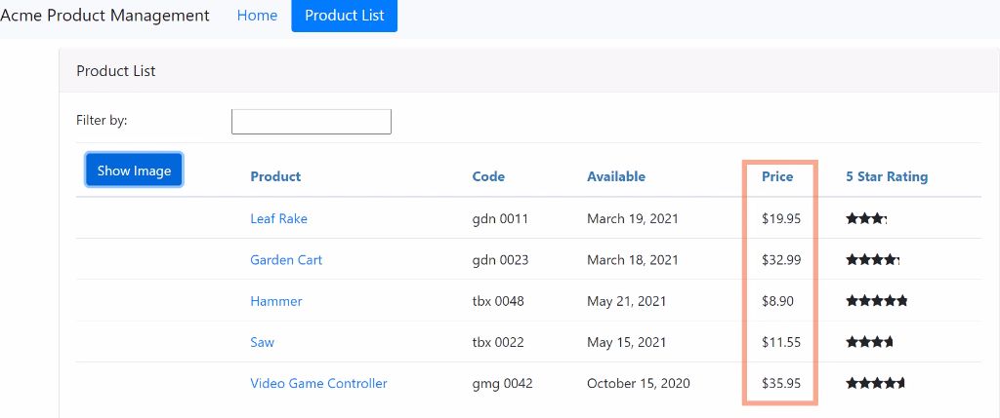 Acme Product Management Home Product List
Product List
Filter by:
Show Image Product Code Available Price 5 Star Rating
Leaf Rake gdn 0011 March 19, 2021 $19.95
Garden Cart gdn 0023 March 18, 2021 $32.99
Hammer tbx 0048 May 21, 2021 $8.90
Saw tbx 0022 May 15, 2021 $11.55
Video Game Controller gmg 0042 October 15, 2020 $35.95